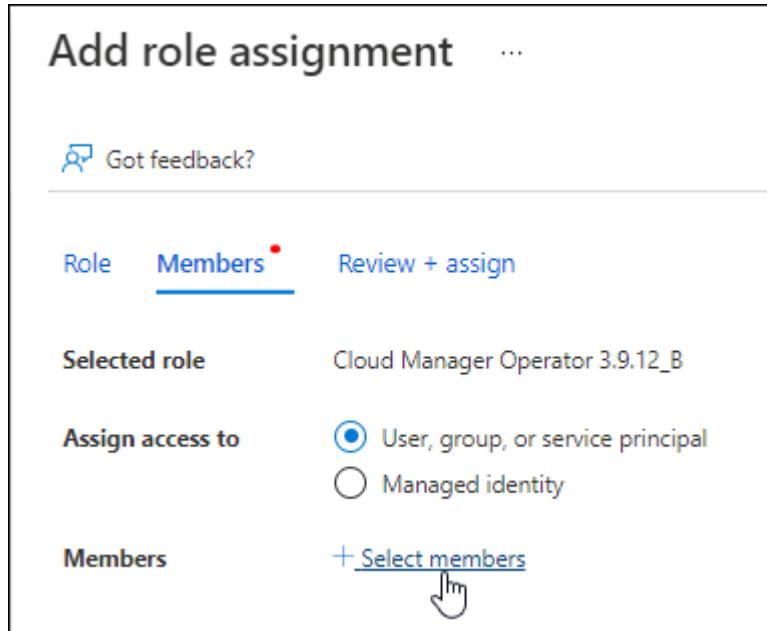 Add role assignment ...
Got feedback?
Role Members Review + assign
Selected role Cloud Manager Operator 3.9.12_B
Assign access to User, group, or service principal
Managed identity
Members + Select members